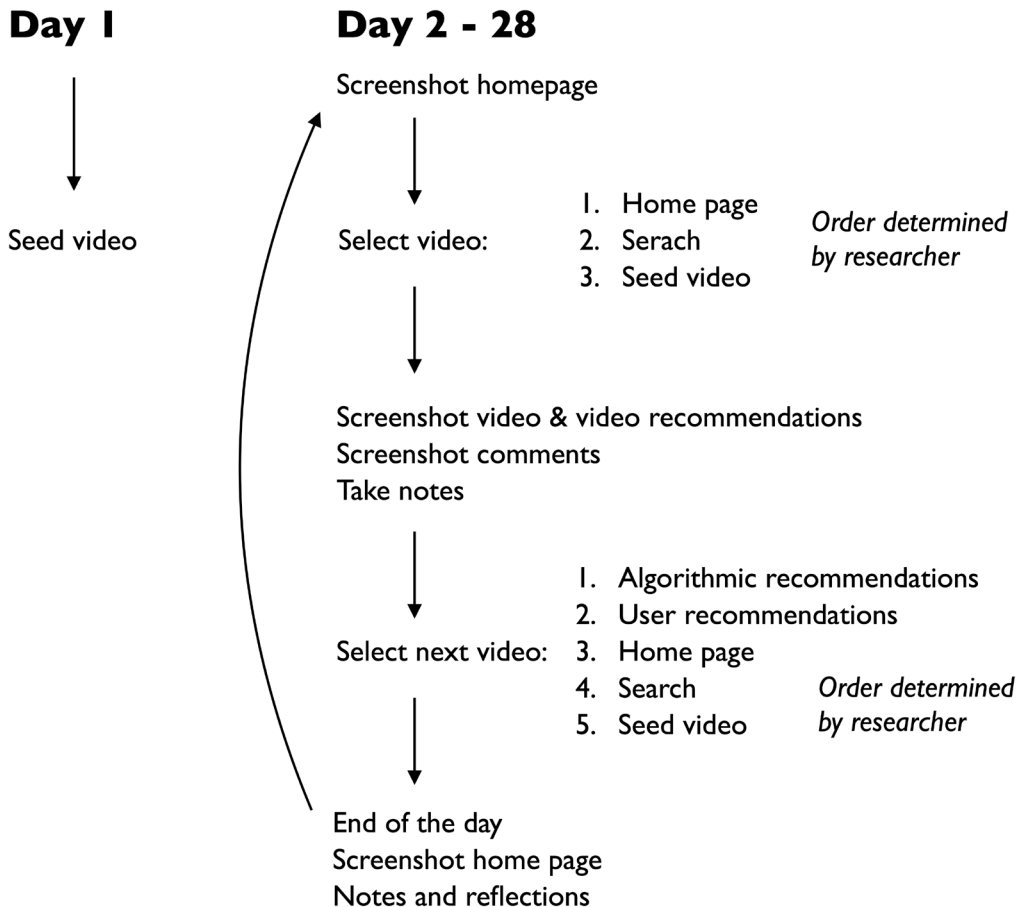 Day 1
Seed video
Day 2 - 28
Screenshot homepage
Select video:
1. Home page
2. Serach
3. Seed video
Order determined
by researcher
Screenshot video & video recommendations
Screenshot comments
Take notes
Select next video:
1. Algorithmic recommendations
2. User recommendations
3. Home page
4. Search
5. Seed video
Order determined
by researcher
End of the day
Screenshot home page
Notes and reflections